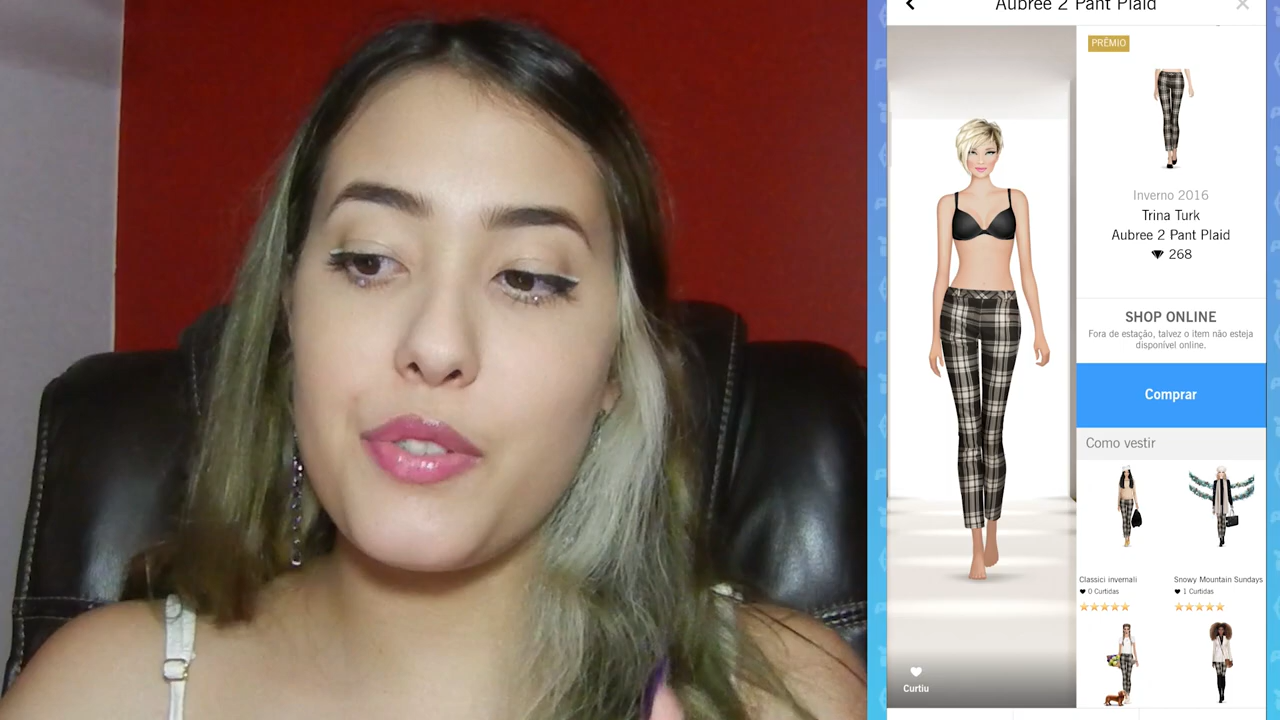 Aubree 2 Pant Plaid
PRÊMIO
Inverno 2016
Trina Turk
Aubree 2 Pant Plaid
268
SHOP ONLINE
Fora de estação, talvez o item não esteja
disponível online.
Comprar
Como vestir
Classici invernali
0 Curtidas
Snowy Mountain Sundays
1 Curtidas
Curtiu